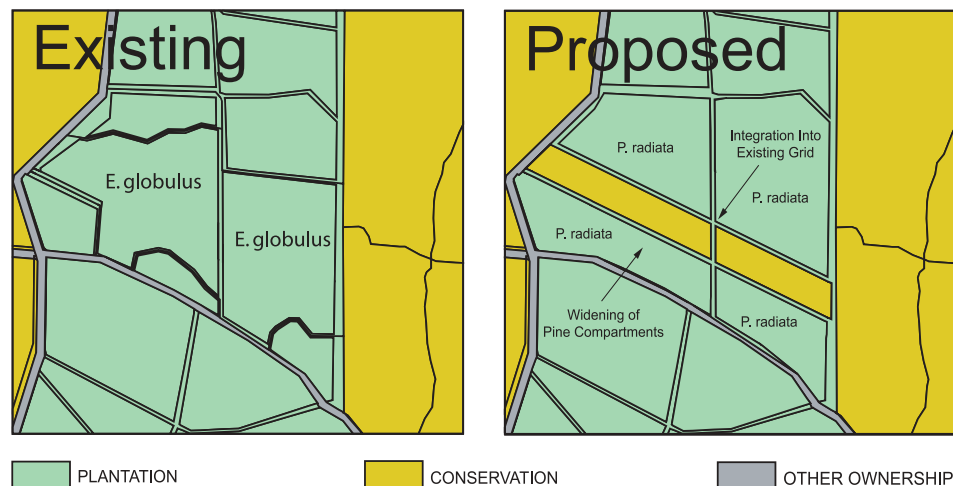 Existing
E. globulus
E. globulus
Proposed
P. radiata
Integration Into
Existing Grid
P. radiata
P. radiata
Widening of
Pine Compartments
P. radiata
PLANTATION
CONSERVATION
OTHER OWNERSHIP